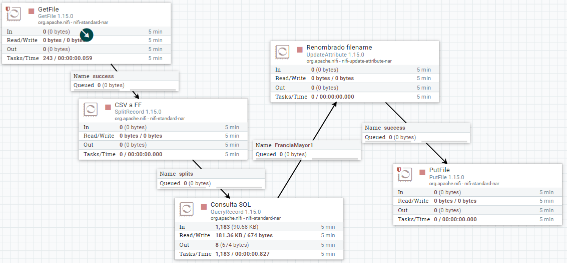 GetFile
GetFile 1.15.0
org.apache.nifi - nifi-standard-nar
In 0 (0 bytes) 5 min
Read/Write 0 bytes / 0 bytes 5 min
Out 0 (0 bytes) 5 min
Tasks/Time 243 / 00:00:00.059 5 min
Name success
Queued 0 (0 bytes)
CSV a FF
SplitRecord 1.15.0
org.apache.nifi - nifi-standard-nar
In 0 (0 bytes) 5 min
Read/Write 0 bytes / 0 bytes 5 min
Out 0 (0 bytes) 5 min
Tasks/Time 0 / 00:00:00.000 5 min
Name splits
Queued 0 (0 bytes)
Consulta SQL
QueryRecord 1.15.0
org.apache.nifi - nifi-standard-nar
In 1,183 (90.68 KB) 5 min
Read/Write 181.36 KB / 674 bytes 5 min
Out 8 (674 bytes) 5 min
Tasks/Time 1,183 / 00:00:00.827 5 min
Name FranciaMayor1
Queued 0 (0 bytes)
Renombrado filename
UpdateAttribute 1.15.0
org.apache.nifi - nifi-update-attribute-nar
In 0 (0 bytes) 5 min
Read/Write 0 bytes / 0 bytes 5 min
Out 0 (0 bytes) 5 min
Tasks/Time 0 / 00:00:00.000 5 min
Name success
Queued 0 (0 bytes)
PutFile
PutFile 1.15.0
org.apache.nifi - nifi-standard-nar
In 0 (0 bytes) 5 min
Read/Write 0 bytes / 0 bytes 5 min
Out 0 (0 bytes) 5 min
Tasks/Time 0 / 00:00:00.000 5 min